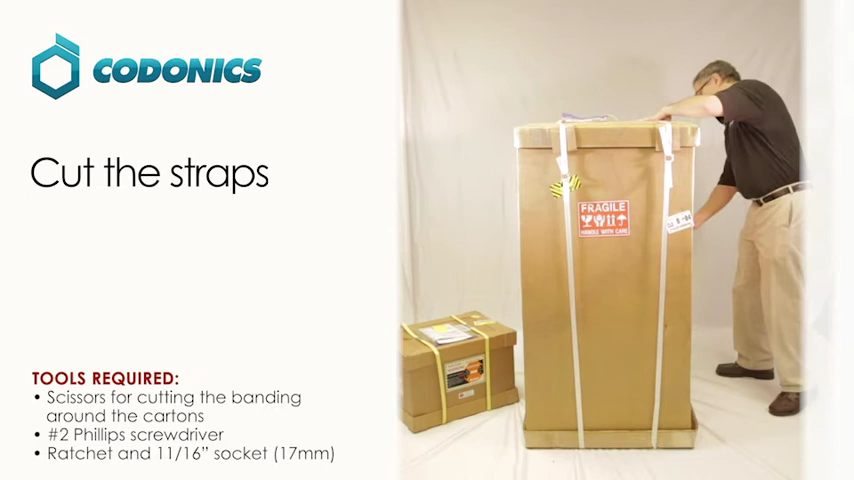 CODONICS
Cut the straps
FRAGILE
HANDLE WITH CARE
TOOLS REQUIRED:
• Scissors for cutting the banding
around the cartons
• #2 Phillips screwdriver
• Ratchet and 11/16” socket (17mm)